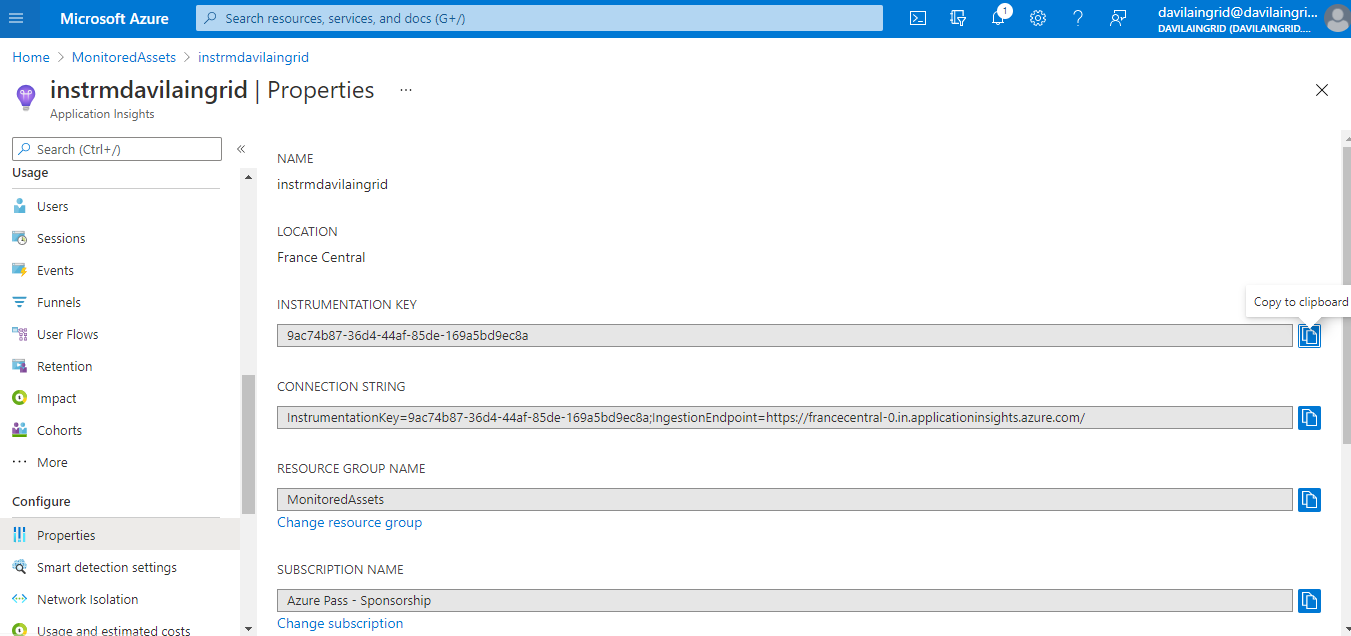 Microsoft Azure
Search resources, services, and docs (G+/)
1
davilaingrid@davilaingri...
DAVILAINGRID (DAVILAINGRID....
Home > MonitoredAssets > instrmdavilaingrid
instrmdavilaingrid | Properties ...
Application Insights
Search (Ctrl+/)
«
Usage
Users
Sessions
Events
Funnels
User Flows
Retention
Impact
Cohorts
More
Configure
Properties
Smart detection settings
Network Isolation
Usage and estimated costs
NAME
instrmdavilaingrid
LOCATION
France Central
INSTRUMENTATION KEY
Copy to clipboard
9ac74b87-36d4-44af-85de-169a5bd9ec8a
CONNECTION STRING
InstrumentationKey=9ac74b87-36d4-44af-85de-169a5bd9ec8a;IngestionEndpoint=https://francecentral-0.in.applicationinsights.azure.com/
RESOURCE GROUP NAME
MonitoredAssets
Change resource group
SUBSCRIPTION NAME
Azure Pass - Sponsorship
Change subscription